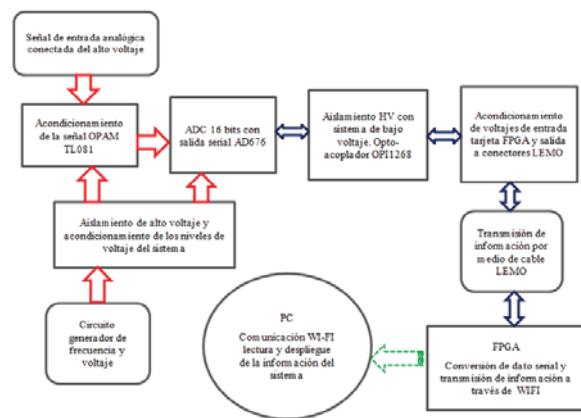 Señal de entrada analógica
conectada del alto voltaje
Acondicionamiento
de la señal OPAM
TL081
ADC 16 bits con
salida serial AD676
Aislamiento HV con
sistema de bajo
voltaje. Opto-
acoplador OPI1268
Acondicionamiento
de voltajes de entrada
tarjeta FPGA y salida
a conectores LEMO
Aislamiento de alto voltaje y
acondicionamiento de los niveles de
voltaje del sistema
Transmisión de
información por
medio de cable
LEMO
Circuito
generador de
frecuencia y
voltaje
PC
Comunicación WI-FI
lectura y despliegue
de la información del
sistema
FPGA
Conversión de dato serial y
transmisión de información a
través de WIFI